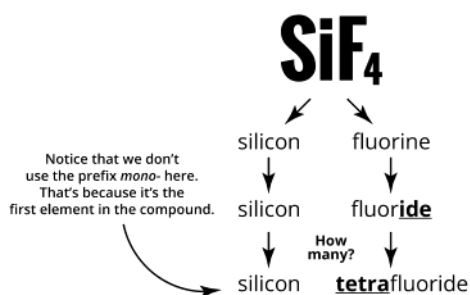 SiF₄
silicon fluorine
Notice that we don't
use the prefix mono- here.
That's because it's the
first element in the compound.
silicon fluoride
How
many?
silicon tetrafluoride